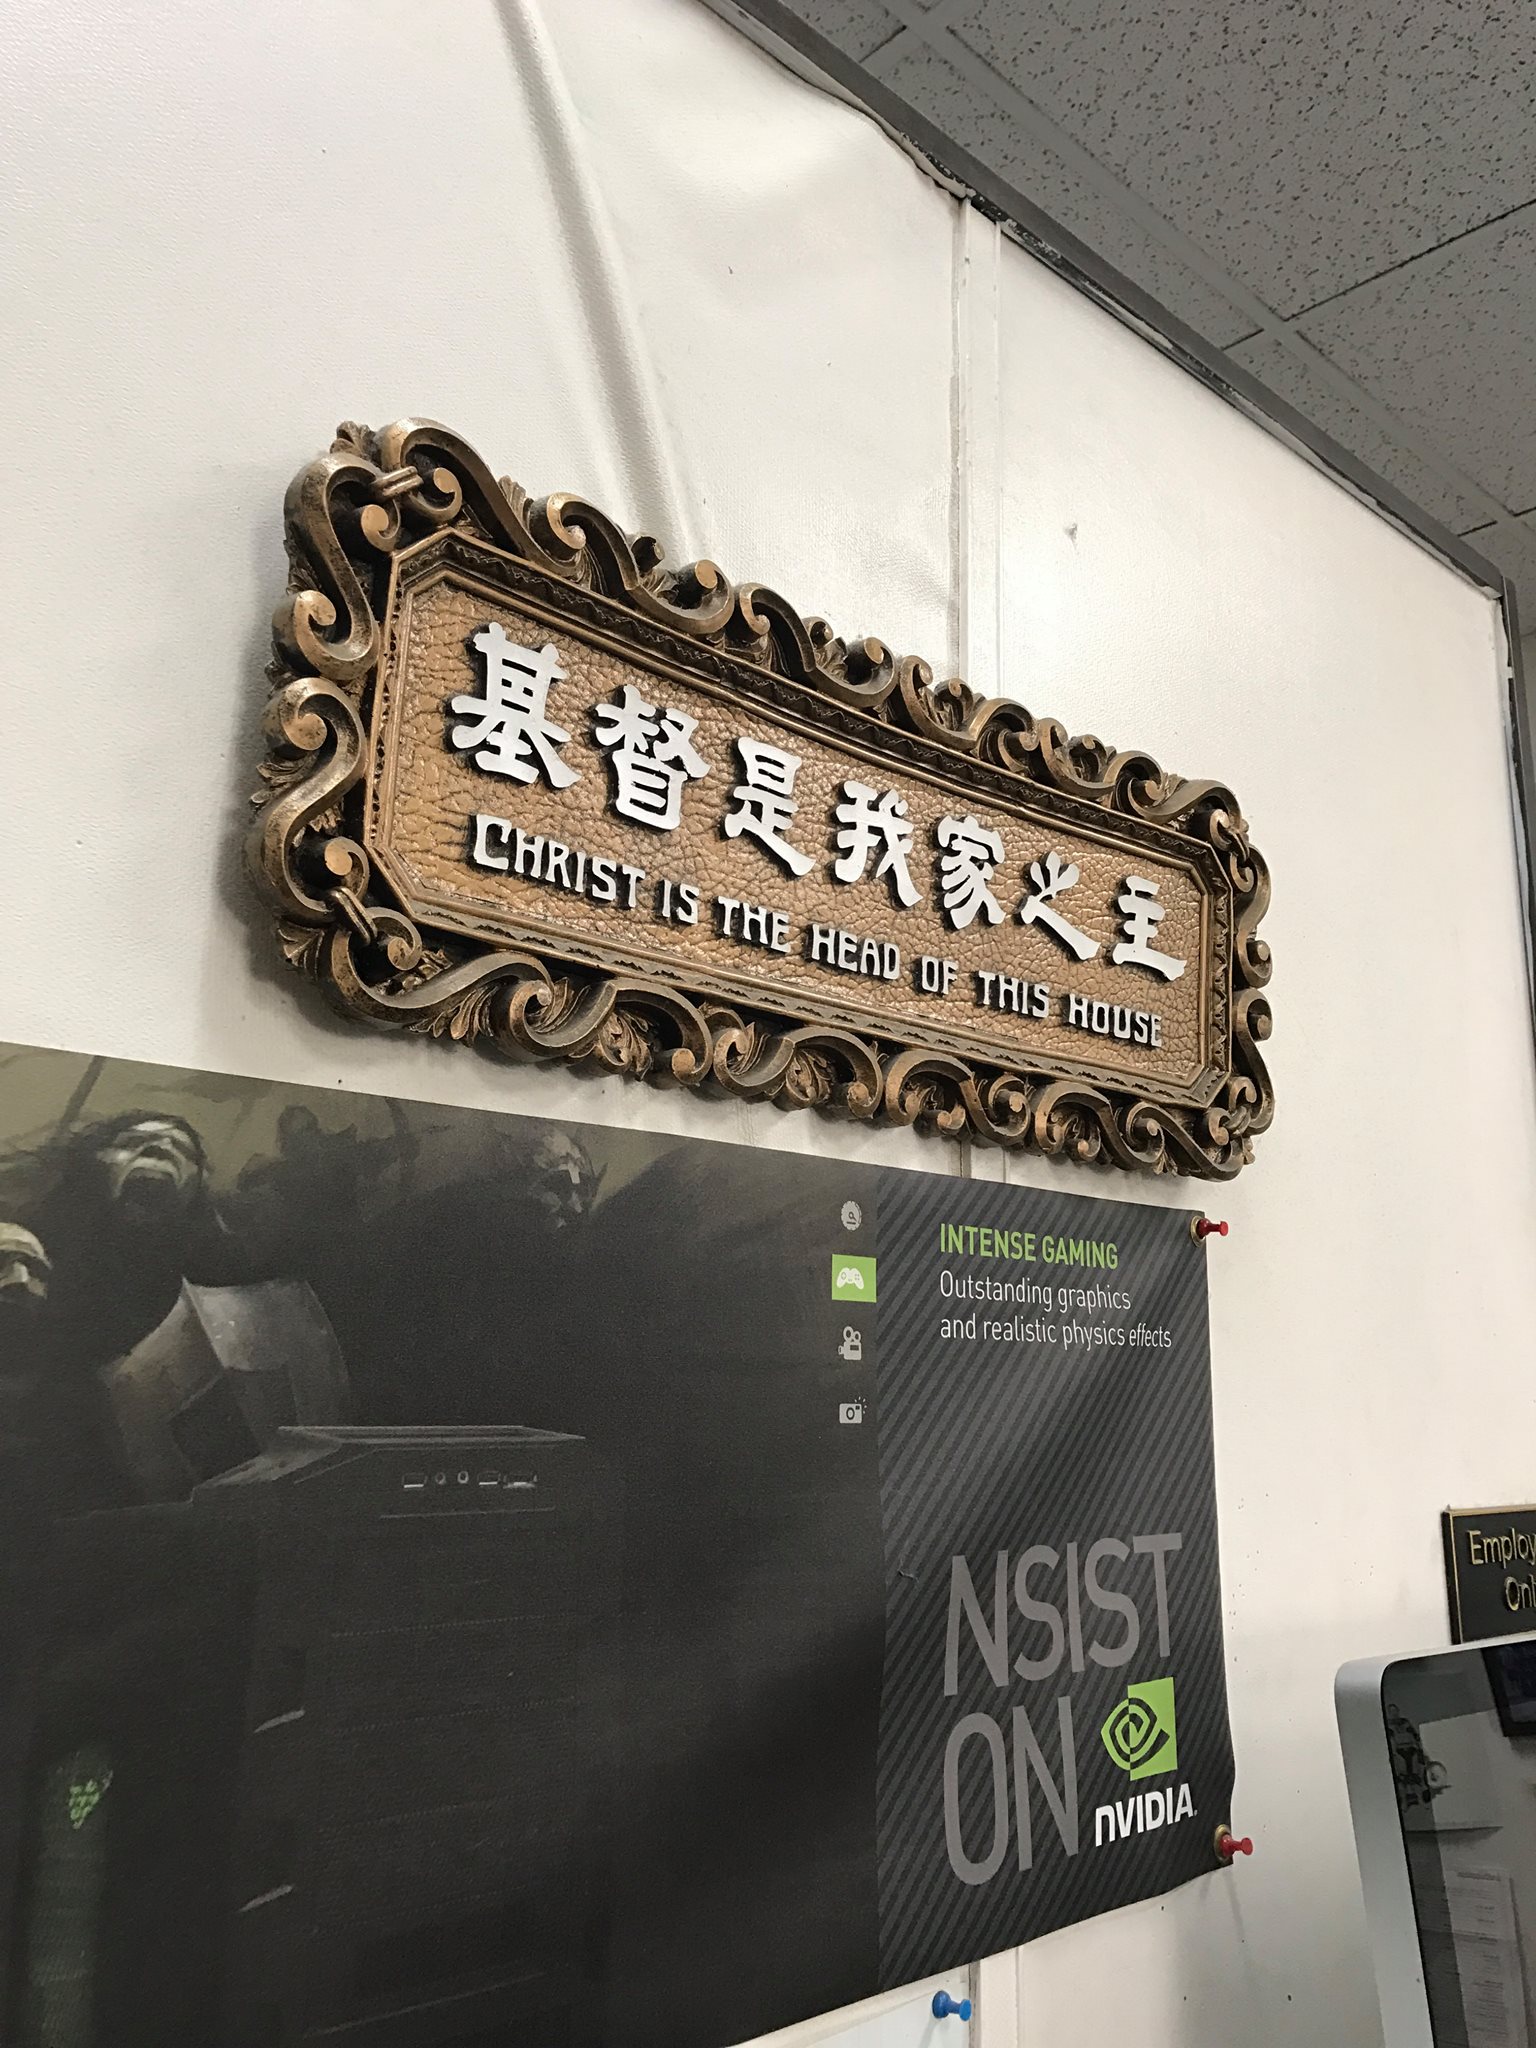 基督是我家之主
CHRIST IS THE HEAD OF THIS HOUSE
INTENSE GAMING
Outstanding graphics
and realistic physics effects
NSIST
ON
NVIDIA